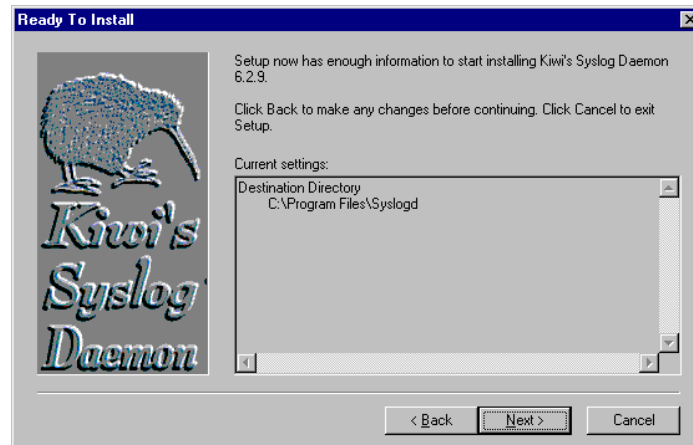 Ready To Install
Setup now has enough information to start installing Kiwi's Syslog Daemon
6.2.9.
Click Back to make any changes before continuing. Click Cancel to exit
Setup.
Current settings:
Destination Directory
C:\Program Files\Syslogd
Kiwi's
Syslog
Daemon
< Back
Next >
Cancel